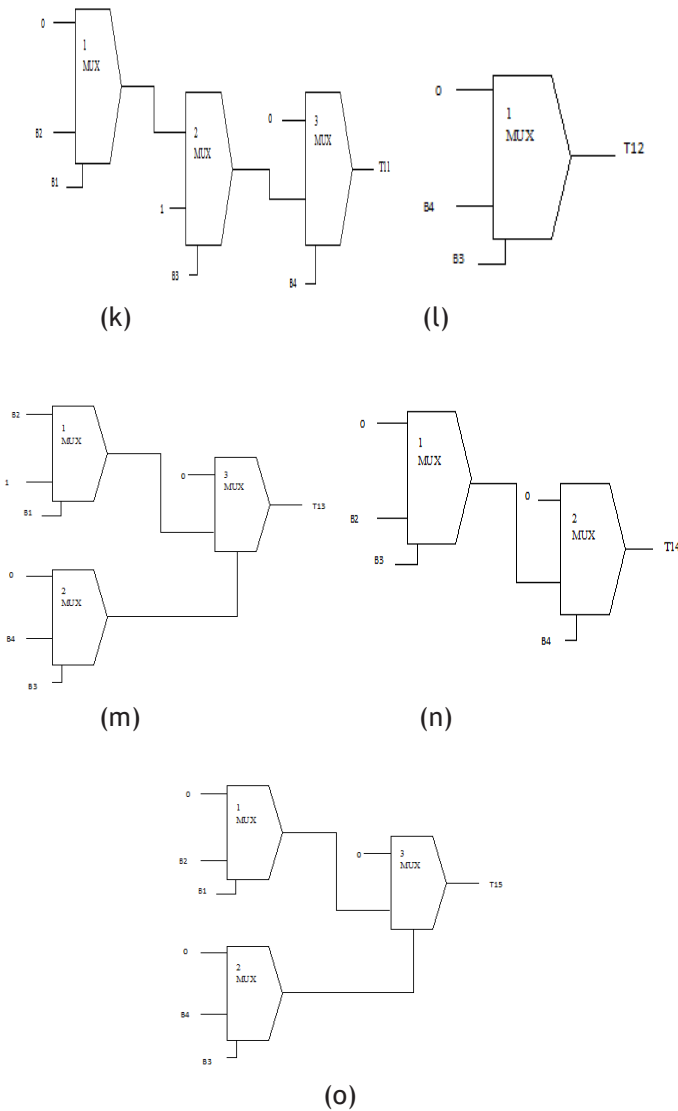 0
1
MUX
B2
B1
2
MUX
1
B3
0
3
MUX
T11
B4
(k)
0
1
MUX
B4
B3
T12
(l)
B2
1
MUX
1
B1
0
2
MUX
B4
B3
0
3
MUX
T13
(m)
0
1
MUX
B2
B3
0
2
MUX
T14
B4
(n)
0
1
MUX
B2
B1
0
2
MUX
B4
B3
0
3
MUX
T15
(o)